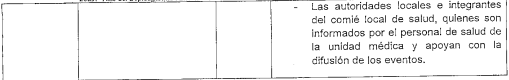 - Las autoridades locales e integrantes
del comié local de salud, quienes son
informados por el personal de salud de
la unidad médica y apoyan con la
difusión de los eventos.